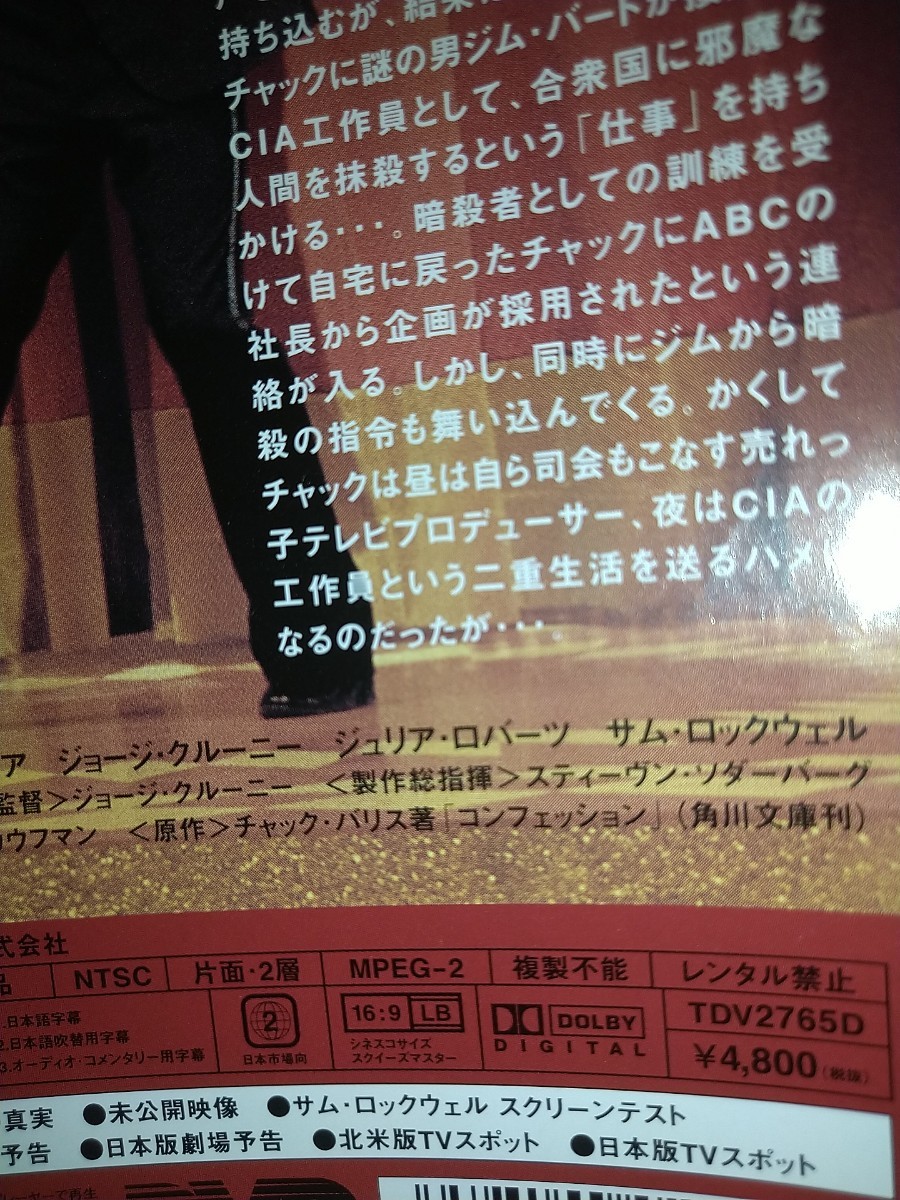 持ち込むが、結果は
チャックに謎の男ジム・バードが接
CIA工作員として、合衆国に邪魔な
人間を抹殺するという「仕事」を持ち
かける･･･。暗殺者としての訓練を受
けて自宅に戻ったチャックにABCの
社長から企画が採用されたという連
絡が入る。しかし、同時にジムから暗
殺の指令も舞い込んでくる。かくして
チャックは昼は自ら司会もこなす売れっ
子テレビプロデューサー、夜はCIAの
工作員という二重生活を送るハメに
なるのだったが･･･。
ア ジョージ・クルーニー ジュリア・ロバーツ サム・ロックウェル
監督>ジョージ・クルーニー <製作総指揮>スティーヴン・ソダーバーグ
カウフマン <原作>チャック・バリス著「コンフェッション」(角川文庫刊)
式会社
品 NTSC 片面・2層 MPEG-2 複製不能 レンタル禁止
1.日本語字幕
2.日本語吹替用字幕
3.オーディオ・コメンタリー用字幕
2
日本市場向
16:9 LB
シネスコサイズ
スクイーズマスター
DOLBY
DIGITAL
TDV2765D
¥4,800(税抜)
真実 ●未公開映像 ●サム・ロックウェル スクリーンテスト
予告 ●日本版劇場予告 ●北米版TVスポット ●日本版TVスポット